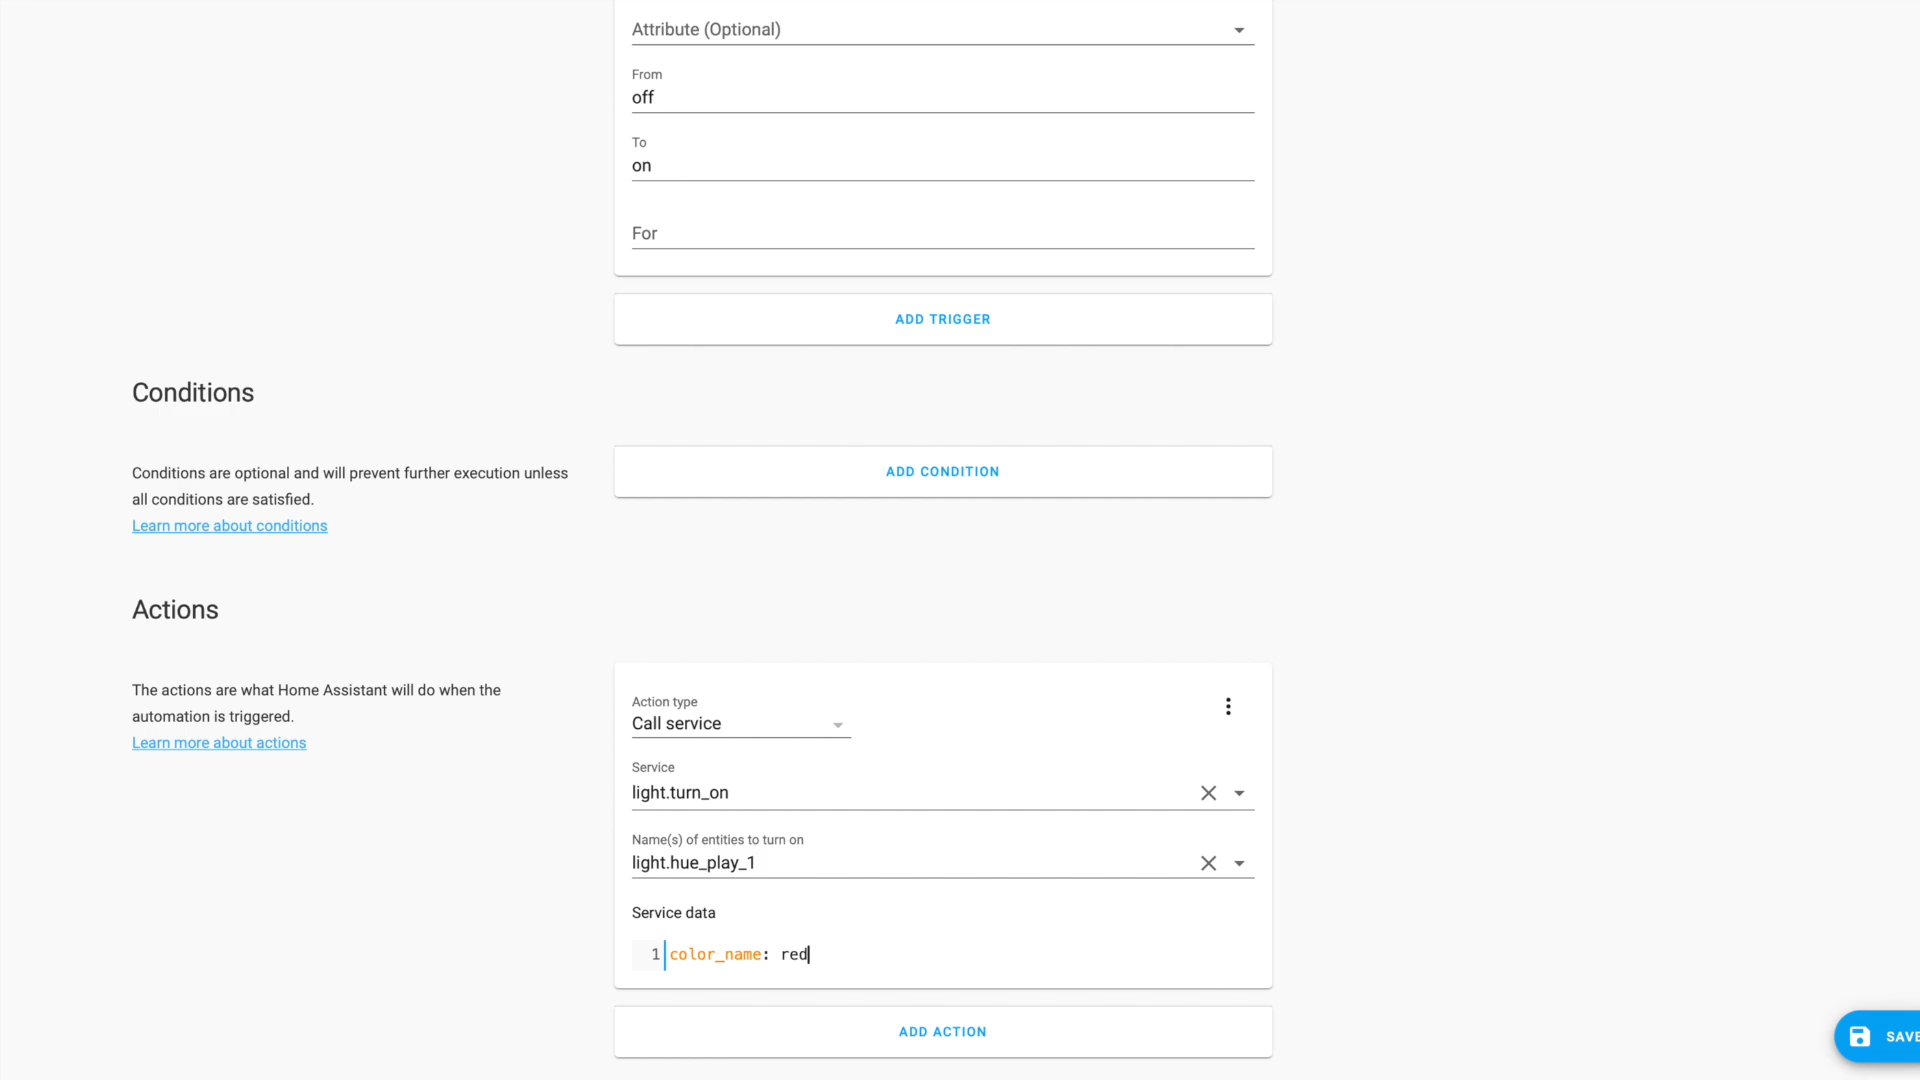 Attribute (Optional)
From
off
To
on
For
ADD TRIGGER
Conditions
Conditions are optional and will prevent further execution unless
all conditions are satisfied.
Learn more about conditions
ADD CONDITION
Actions
The actions are what Home Assistant will do when the
automation is triggered.
Learn more about actions
Action type
Call service
Service
light.turn_on
Name(s) of entities to turn on
light.hue_play_1
Service data
1 color_name: red
ADD ACTION
SAVE